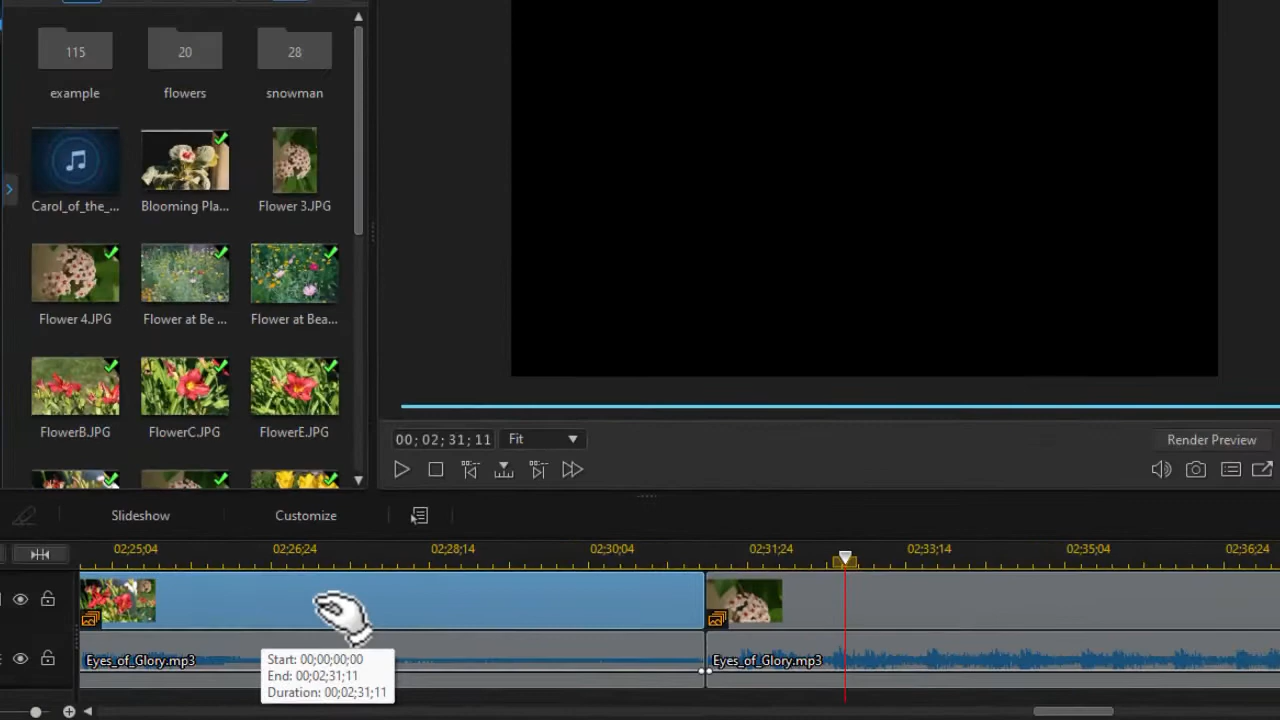 115
20
28
example
flowers
snowman
Carol_of_the_...
Blooming Pla...
Flower 3.JPG
Flower 4.JPG
Flower at Be ...
Flower at Bea...
FlowerB.JPG
FlowerC.JPG
FlowerE.JPG
00; 02; 31; 11
Fit
Render Preview
Slideshow
Customize
02;25;04
02;26;24
02;28;14
02;30;04
02;31;24
02;33;14
02;35;04
02;36;24
Eyes_of_Glory.mp3
Eyes_of_Glory.mp3
Start: 00;00;00;00
End: 00;02;31;11
Duration: 00;02;31;11